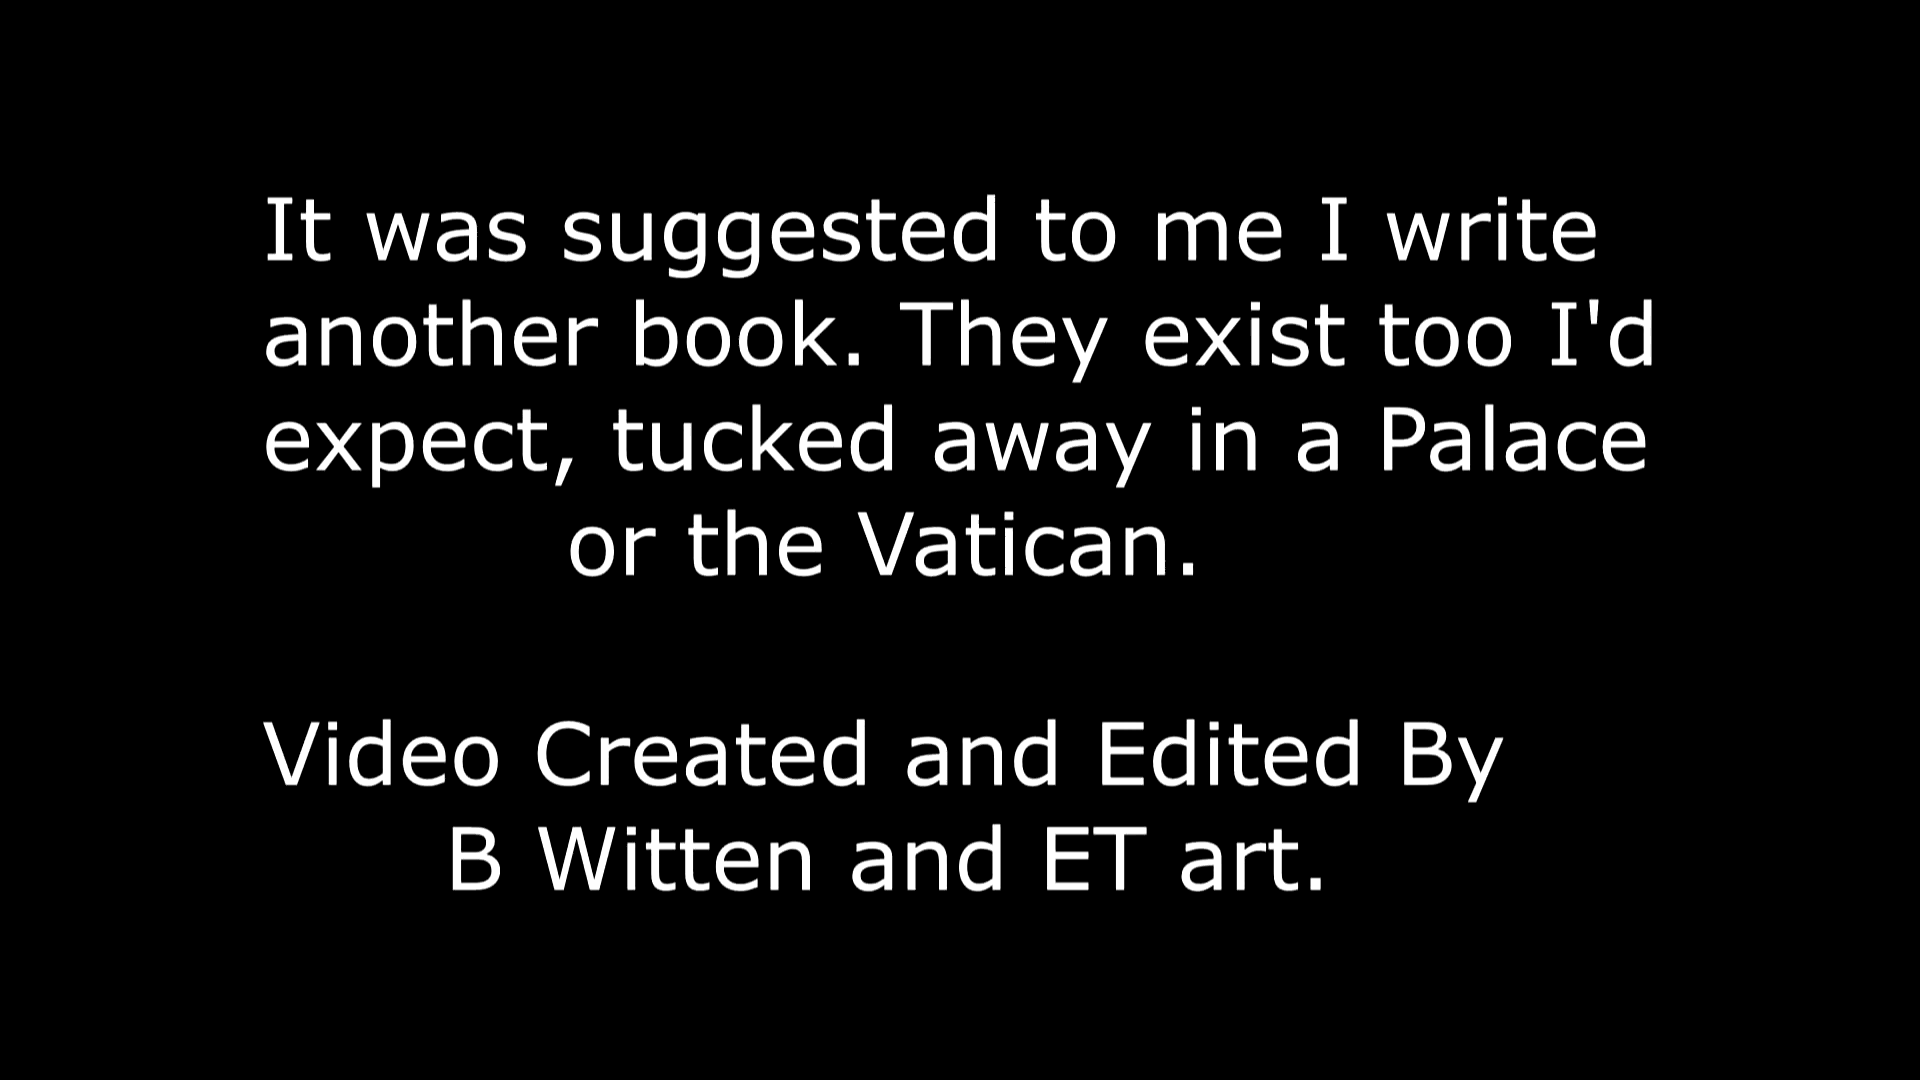 It was suggested to me I write
another book. They exist too I'd
expect, tucked away in a Palace
or the Vatican.
Video Created and Edited By
B Witten and ET art.